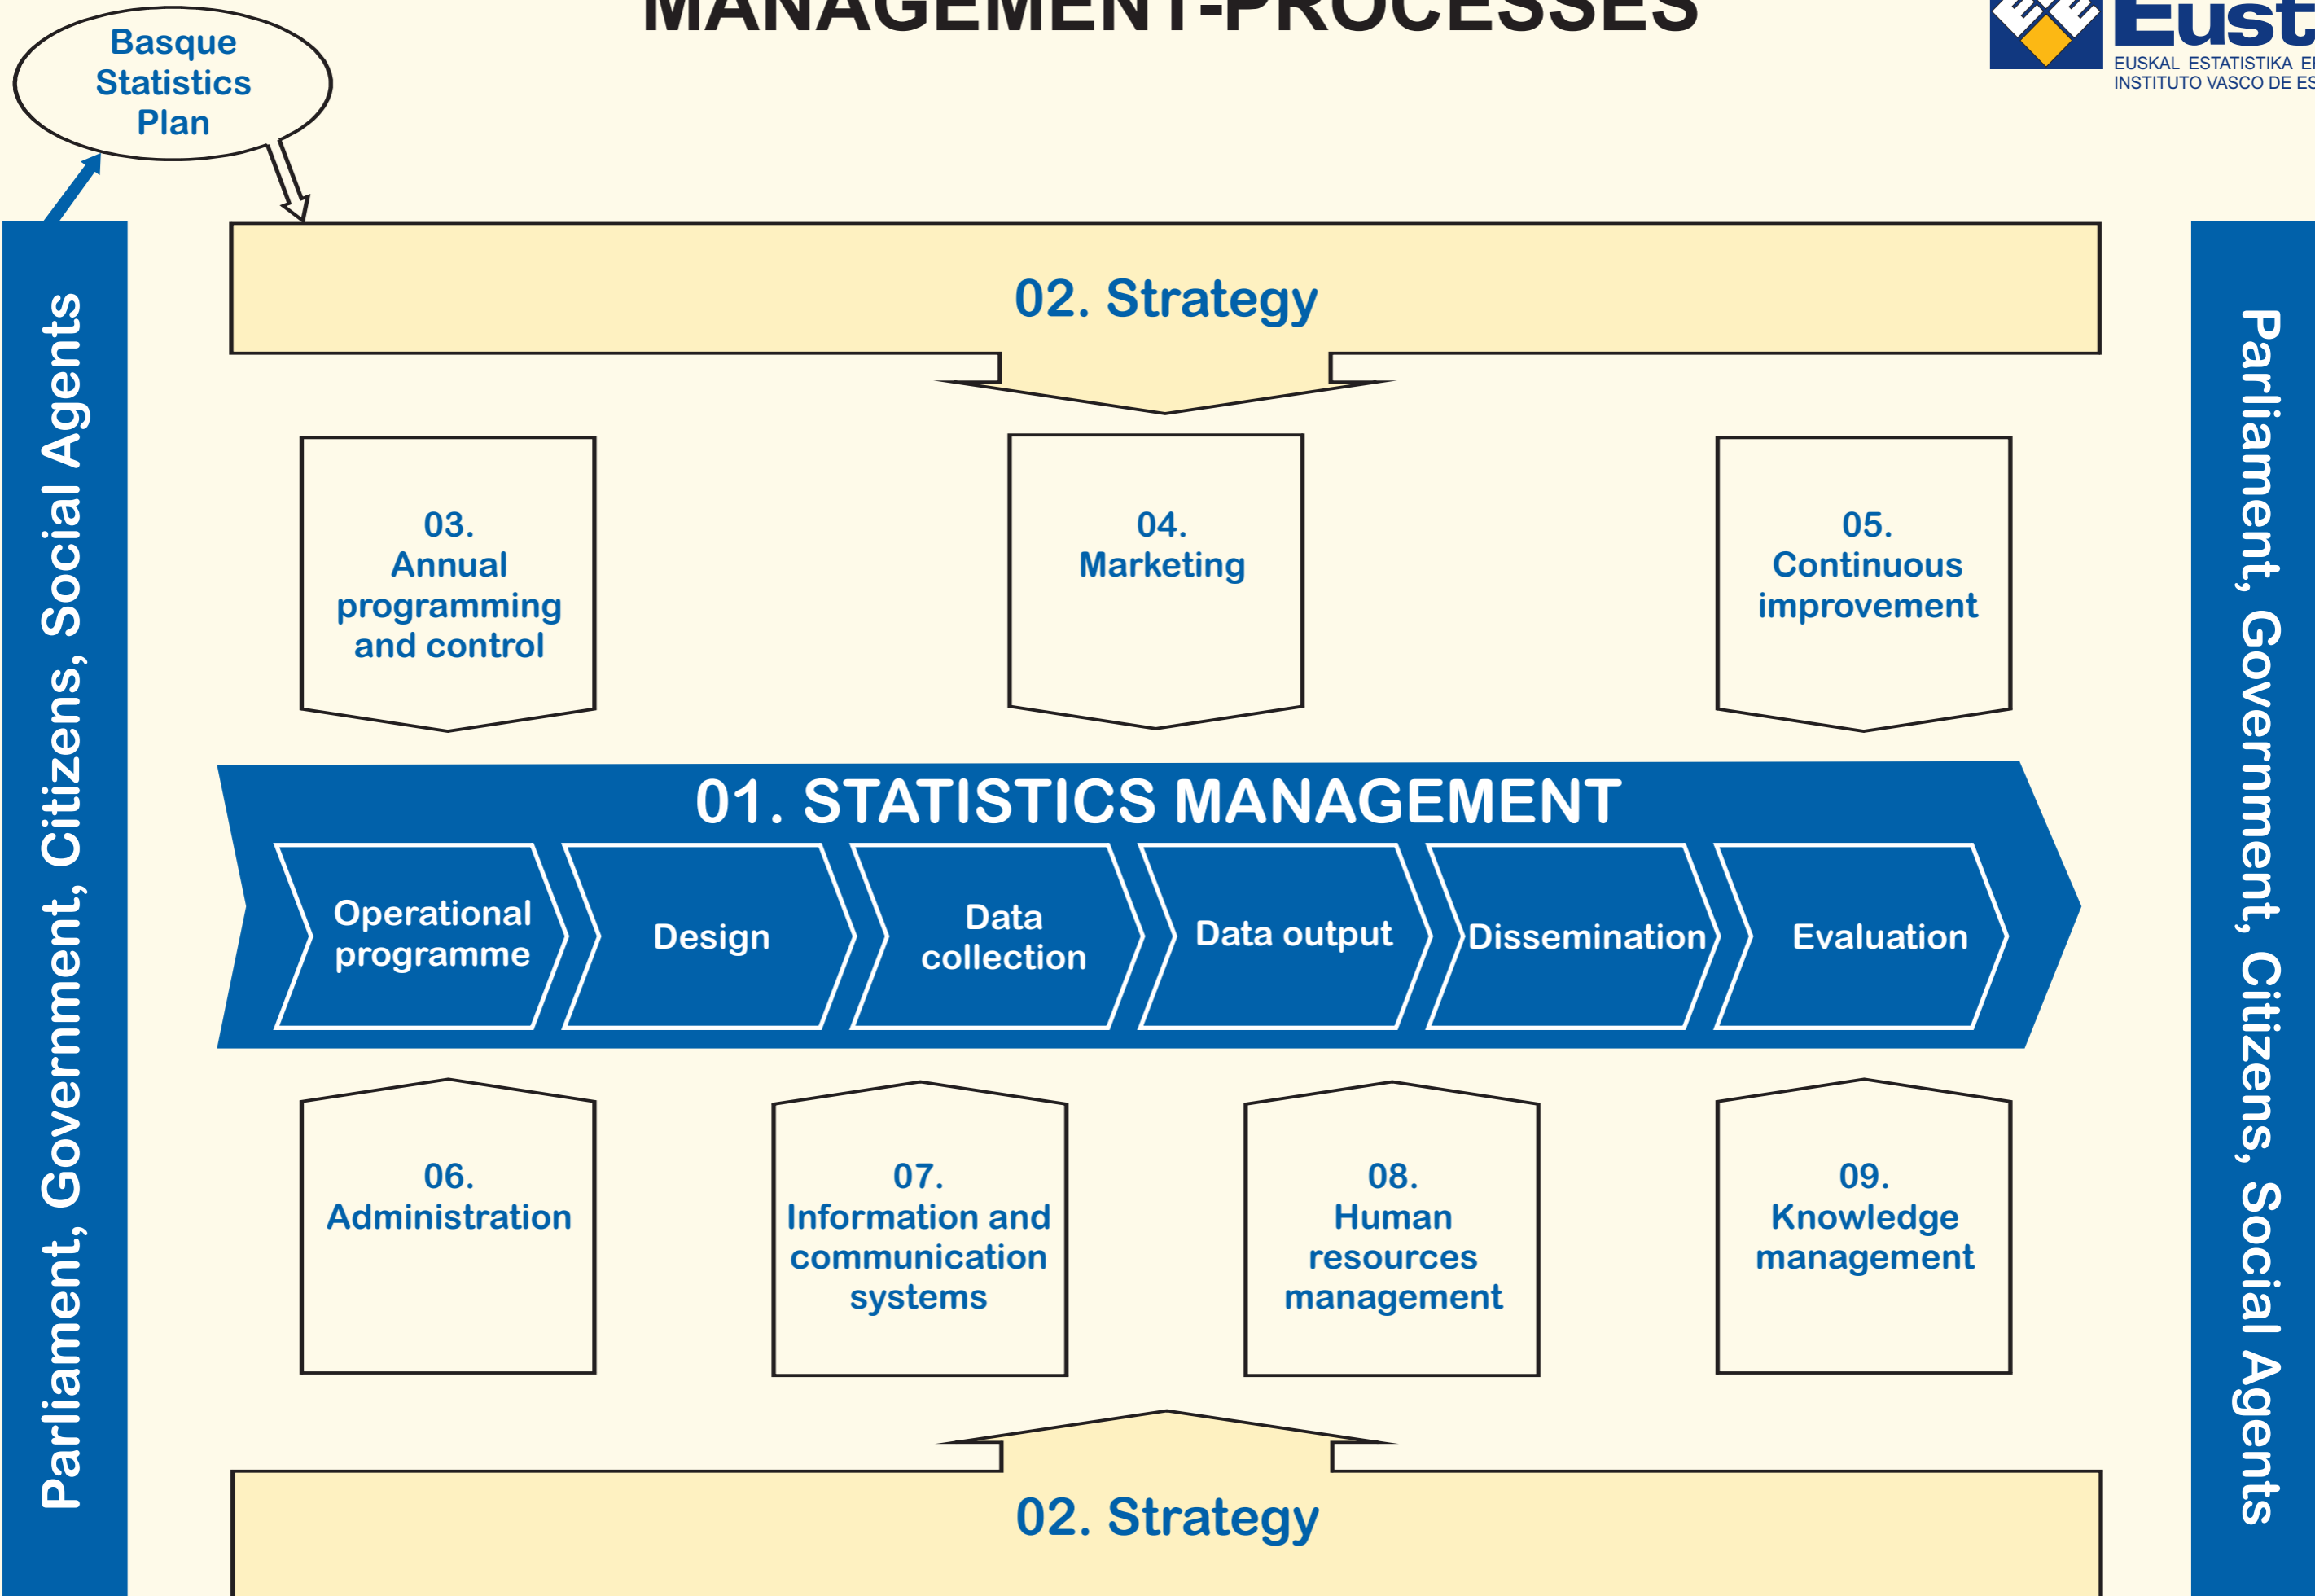 MANAGEMENT-PROCESSES
Basque
Statistics
Plan
EUSKAL ESTATISTIKA
INSTITUTO VASCO DE
Parliament, Government, Citizens, Social Agents
02. Strategy
03.
Annual
programming
and control
04.
Marketing
05.
Continuous
improvement
01. STATISTICS MANAGEMENT
Operational
programme
Design
Data
collection
Data output
Dissemination
Evaluation
06.
Administration
07.
Information and
communication
systems
08.
Human
resources
management
09.
Knowledge
management
02. Strategy
Parliament, Government, Citizens, Social Agents